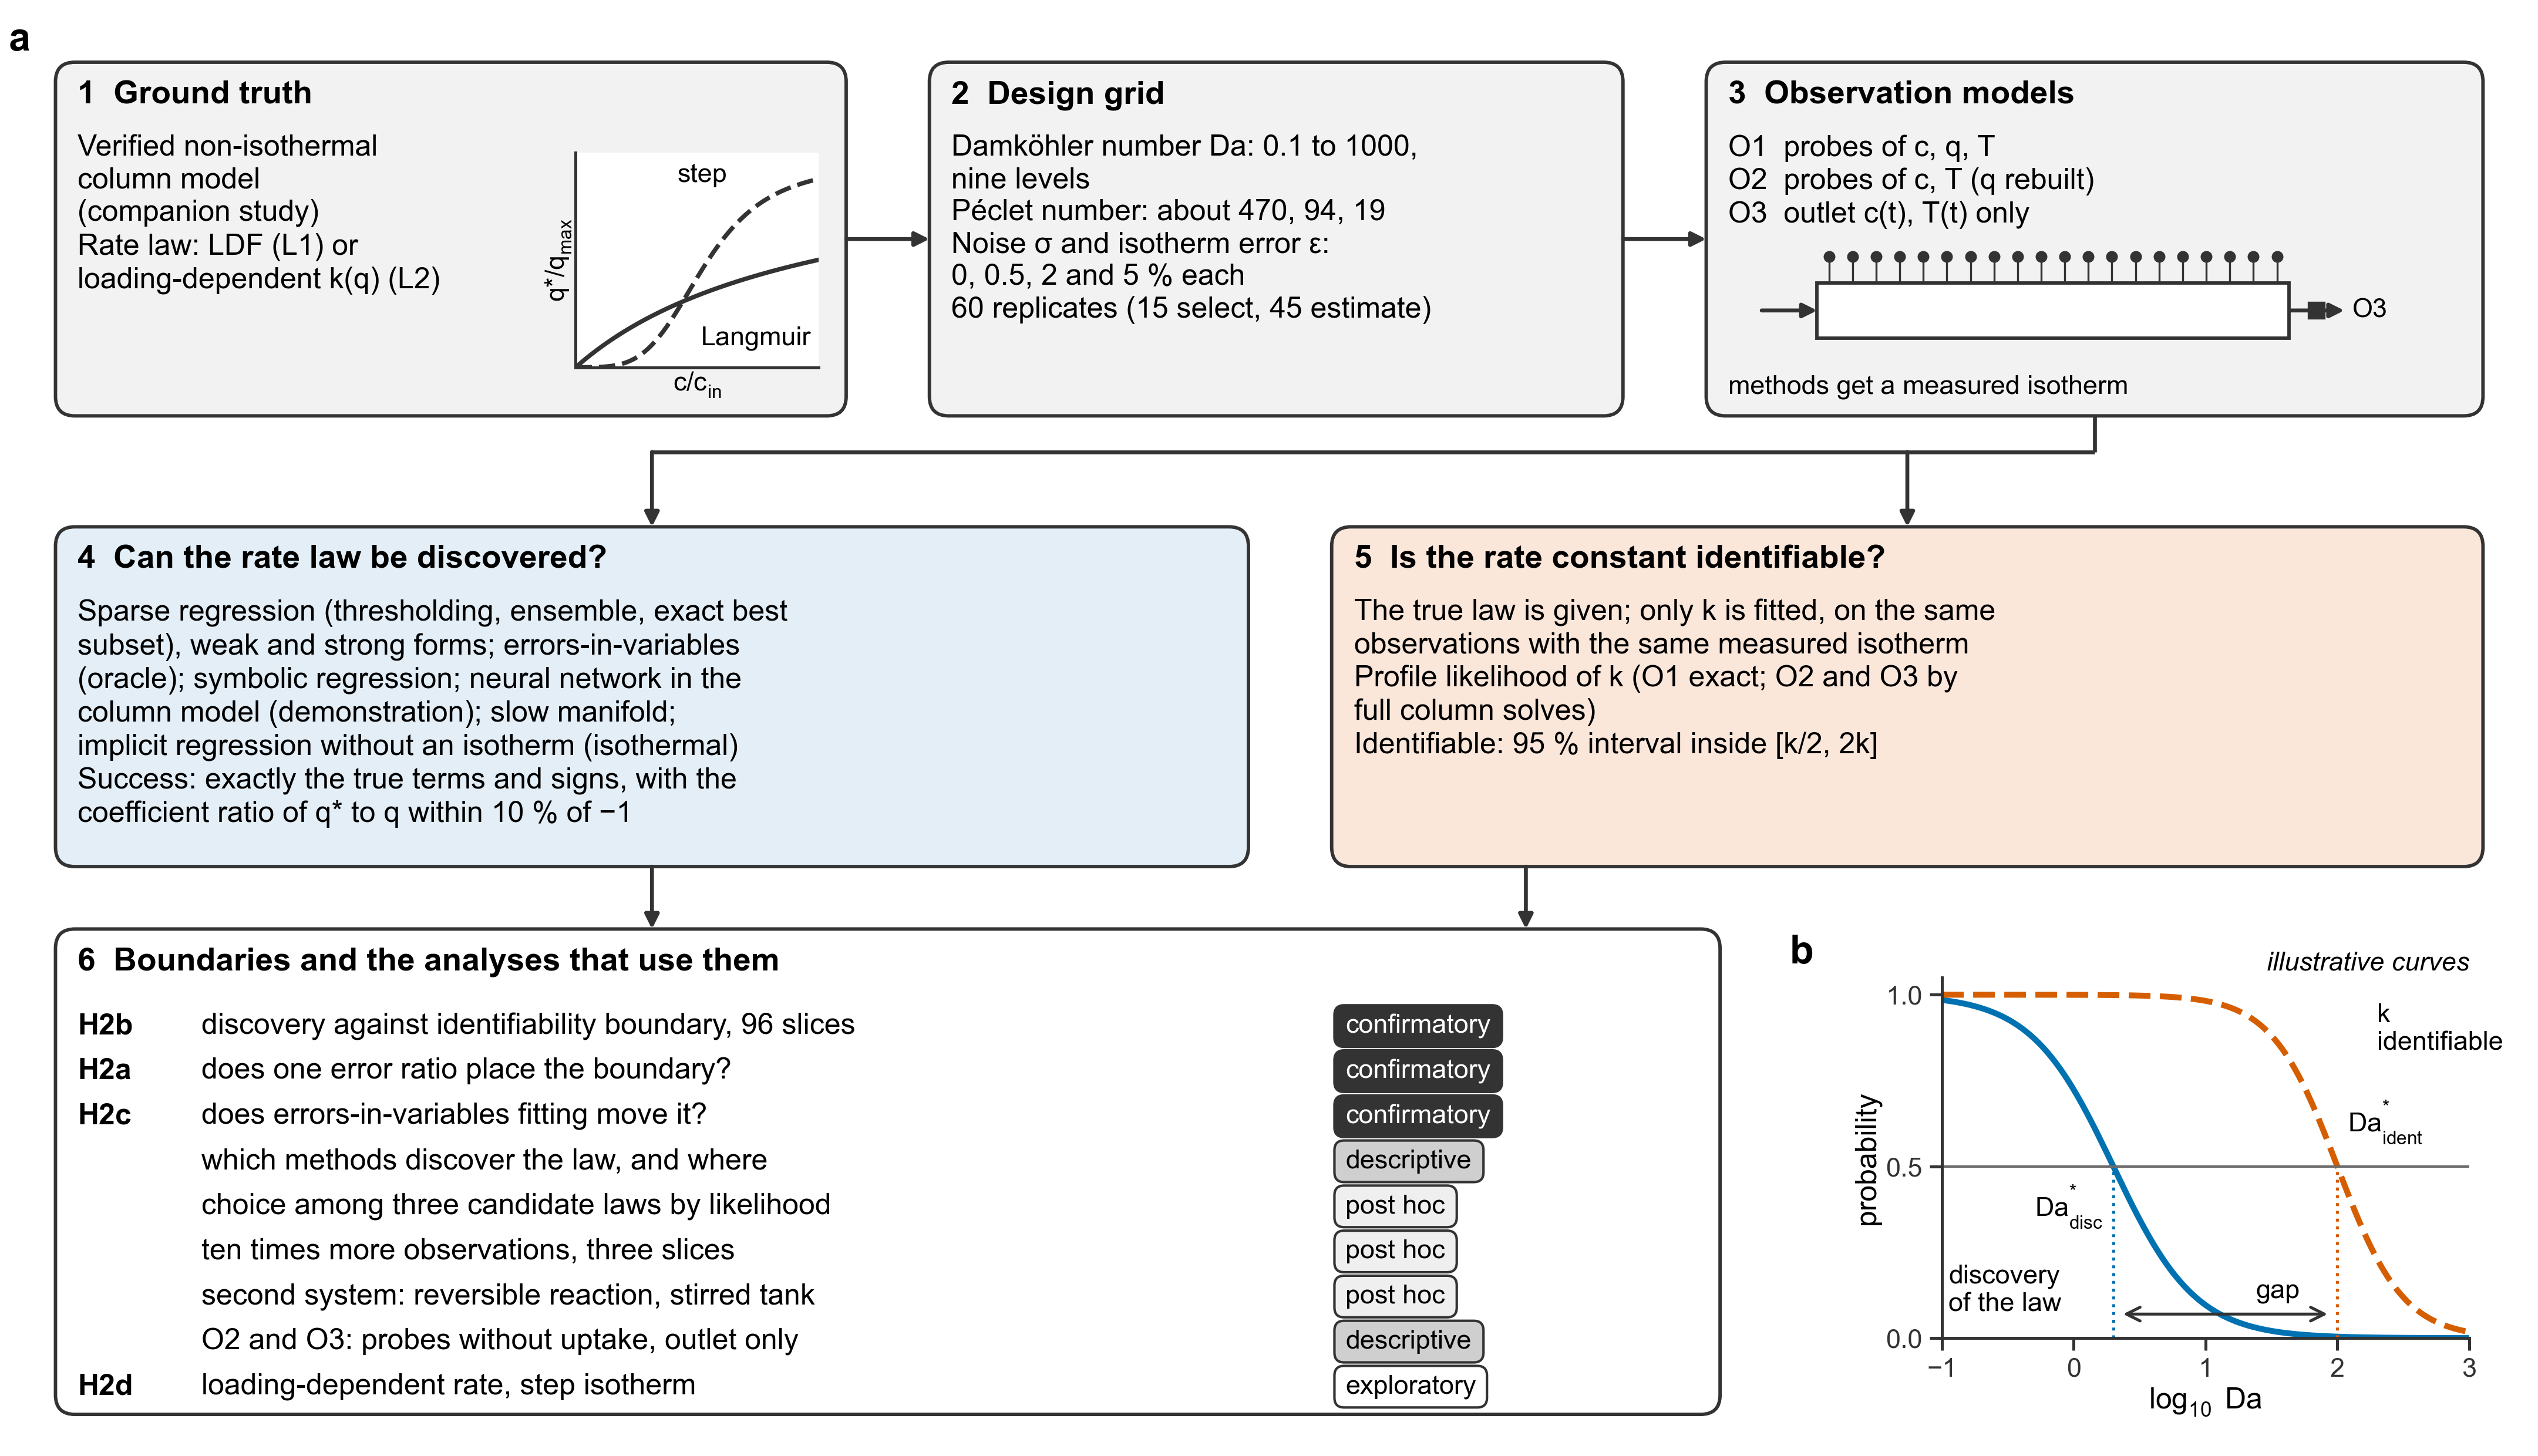 a
1 Ground truth
Verified non-isothermal
column model
(companion study)
Rate law: LDF (L1) or
loading-dependent k(q) (L2)
step
Langmuir
q*/qmax
c/cin
2 Design grid
Damköhler number Da: 0.1 to 1000,
nine levels
Péclet number: about 470, 94, 19
Noise σ and isotherm error ε:
0, 0.5, 2 and 5 % each
60 replicates (15 select, 45 estimate)
3 Observation models
O1 probes of c, q, T
O2 probes of c, T (q rebuilt)
O3 outlet c(t), T(t) only
O3
methods get a measured isotherm
4 Can the rate law be discovered?
Sparse regression (thresholding, ensemble, exact best
subset), weak and strong forms; errors-in-variables
(oracle); symbolic regression; neural network in the
column model (demonstration); slow manifold;
implicit regression without an isotherm (isothermal)
Success: exactly the true terms and signs, with the
coefficient ratio of q* to q within 10 % of −1
5 Is the rate constant identifiable?
The true law is given; only k is fitted, on the same
observations with the same measured isotherm
Profile likelihood of k (O1 exact; O2 and O3 by
full column solves)
Identifiable: 95 % interval inside [k/2, 2k]
6 Boundaries and the analyses that use them
H2b discovery against identifiability boundary, 96 slices confirmatory
H2a does one error ratio place the boundary? confirmatory
H2c does errors-in-variables fitting move it? confirmatory
which methods discover the law, and where descriptive
choice among three candidate laws by likelihood post hoc
ten times more observations, three slices post hoc
second system: reversible reaction, stirred tank post hoc
O2 and O3: probes without uptake, outlet only descriptive
H2d loading-dependent rate, step isotherm exploratory
b
illustrative curves
k
identifiable
Da*ident
Da*disc
discovery
of the law
gap
probability
1.0
0.5
0.0
−1 0 1 2 3
log10 Da